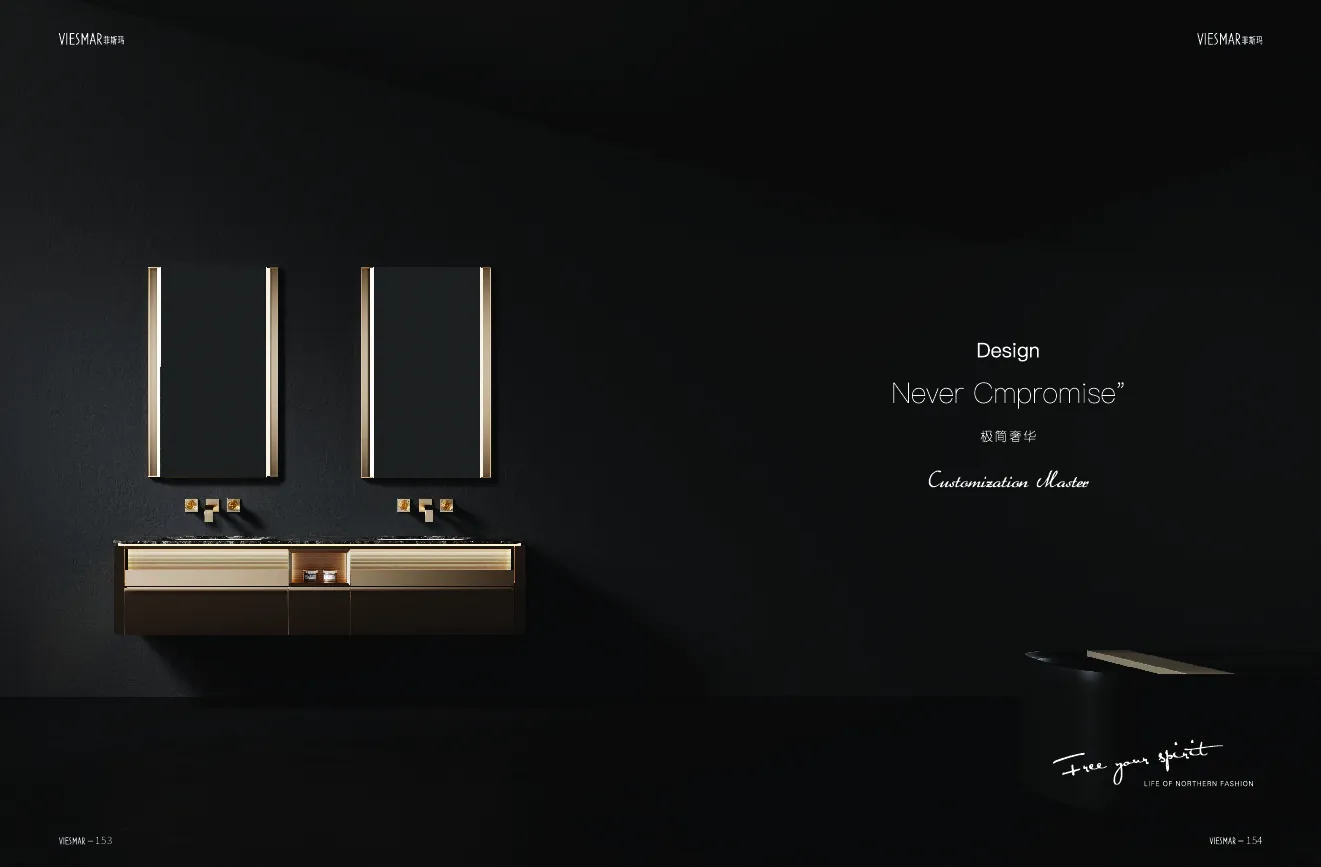 VIESMAR菲斯玛
VIESMAR菲斯玛
Design
Never Cmpromise”
极简奢华
Customization Master
Free your spirit
LIFE OF NORTHERN FASHION
VIESMAR — 153
VIESMAR — 154